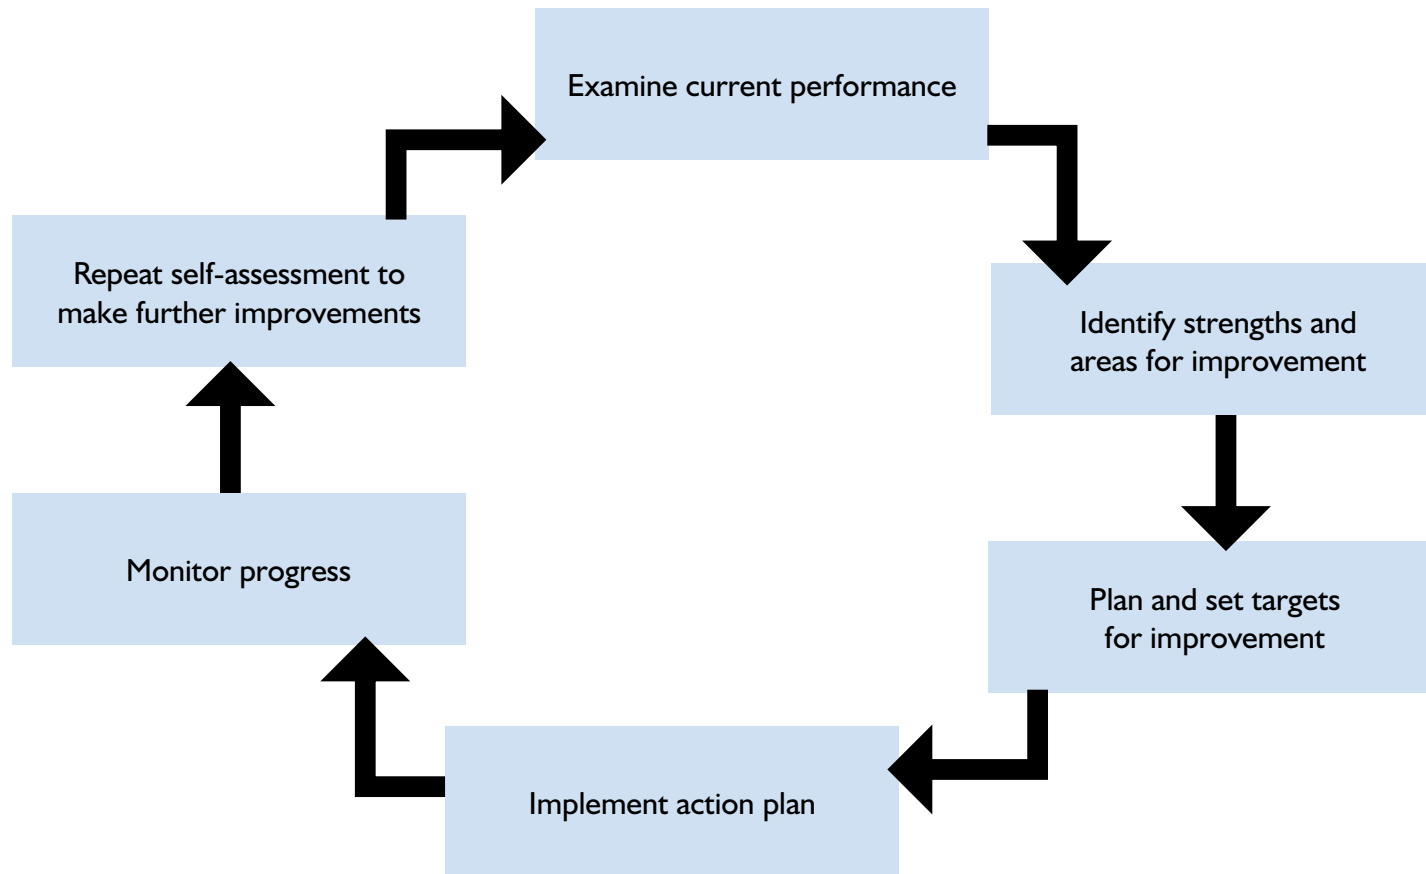 Examine current performance
Identify strengths and
areas for improvement
Plan and set targets
for improvement
Implement action plan
Monitor progress
Repeat self-assessment to
make further improvements